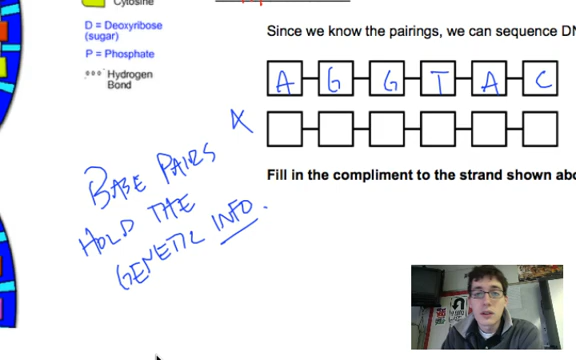 Cytosine
D = Deoxyribose
(sugar)
P = Phosphate
Hydrogen
Bond
Since we know the pairings, we can sequence DN
A G G T A C
BASE PAIRS
HOLD THE
GENETIC INFO.
Fill in the compliment to the strand shown abo